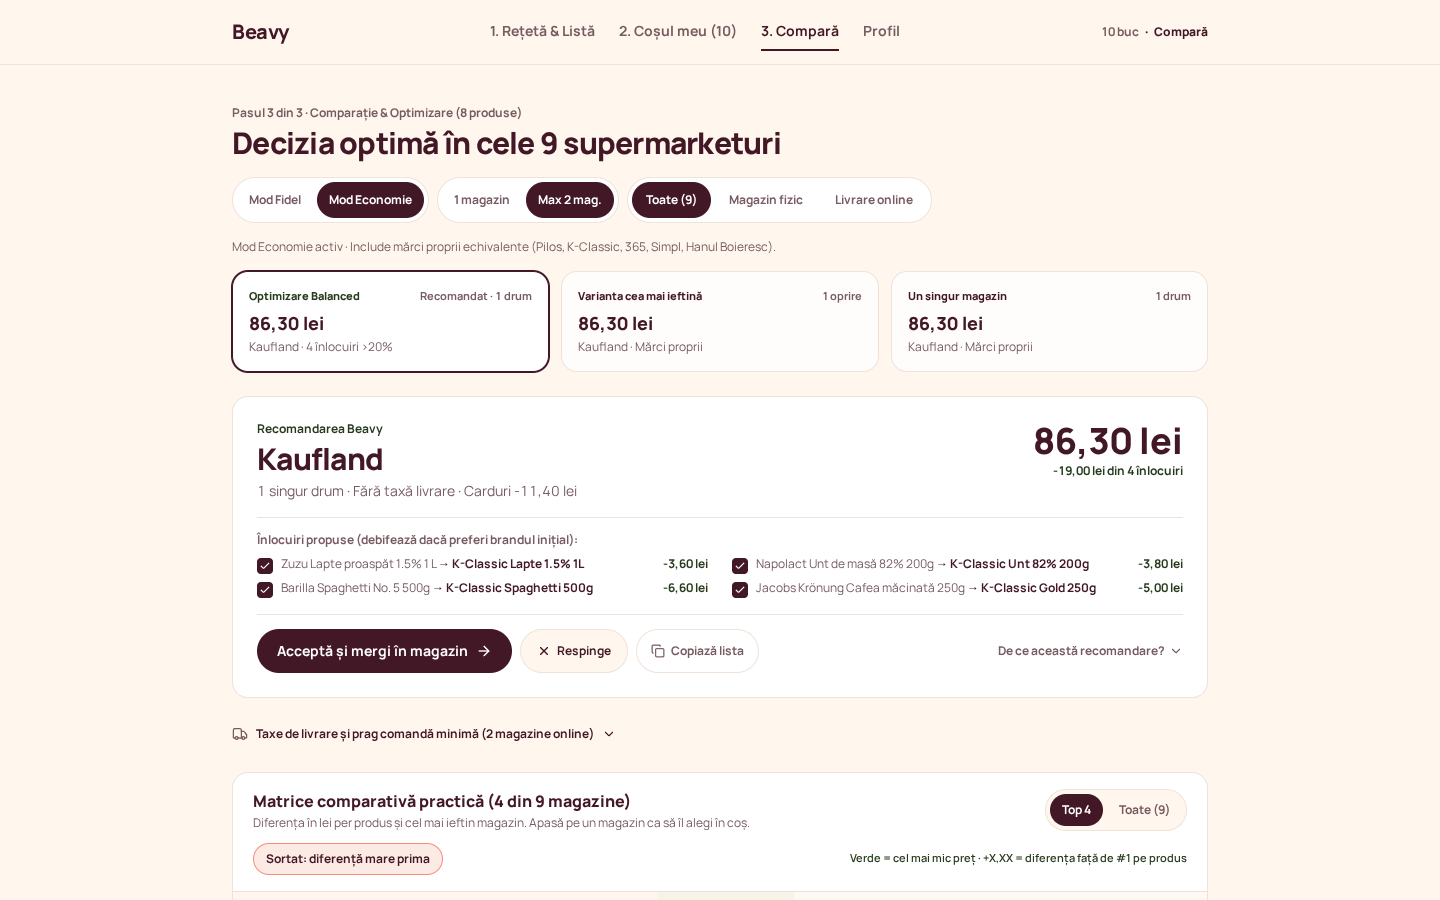 Beavy
1. Rețetă & Listă
2. Coșul meu (10)
3. Compară
Profil
10 buc · Compară
Pasul 3 din 3 · Comparație & Optimizare (8 produse)
Decizia optimă în cele 9 supermarketuri
Mod Fidel
Mod Economie
1 magazin
Max 2 mag.
Toate (9)
Magazin fizic
Livrare online
Mod Economie activ · Include mărci proprii echivalente (Pilos, K-Classic, 365, Simpl, Hanul Boieresc).
Optimizare Balanced
Recomandat · 1 drum
86,30 lei
Kaufland · 4 înlocuiri >20%
Varianta cea mai ieftină
1 oprire
86,30 lei
Kaufland · Mărci proprii
Un singur magazin
1 drum
86,30 lei
Kaufland · Mărci proprii
Recomandarea Beavy
Kaufland
1 singur drum · Fără taxă livrare · Carduri -11,40 lei
86,30 lei
-19,00 lei din 4 înlocuiri
Înlocuiri propuse (debifează dacă preferi brandul inițial):
Zuzu Lapte proaspăt 1.5% 1 L → K-Classic Lapte 1.5% 1L -3,60 lei
Napolact Unt de masă 82% 200g → K-Classic Unt 82% 200g -3,80 lei
Barilla Spaghetti No. 5 500g → K-Classic Spaghetti 500g -6,60 lei
Jacobs Krönung Cafea măcinată 250g → K-Classic Gold 250g -5,00 lei
Acceptă și mergi în magazin →
Respinge
Copiază lista
De ce această recomandare?
Taxe de livrare și prag comandă minimă (2 magazine online)
Matrice comparativă practică (4 din 9 magazine)
Diferența în lei per produs și cel mai ieftin magazin. Apasă pe un magazin ca să îl alegi în coș.
Top 4
Toate (9)
Sortat: diferență mare prima
Verde = cel mai mic preț · +X,XX = diferența față de #1 pe produs